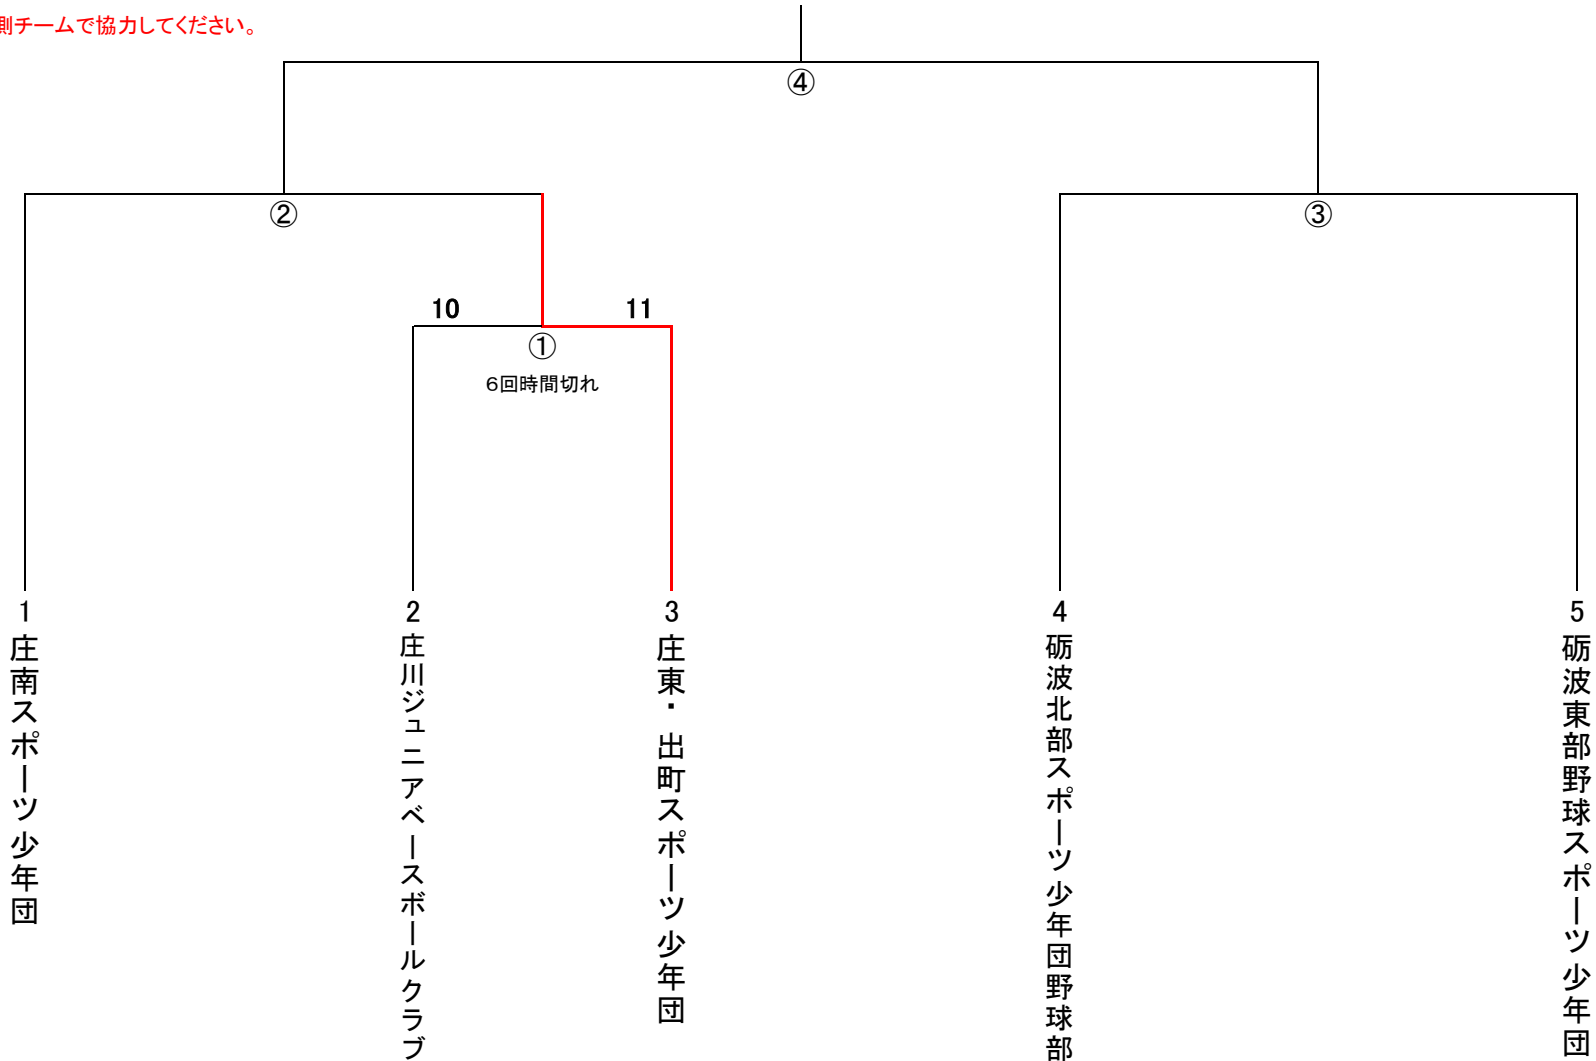 側チームで協力してください。
④
②
③
10
11
①
6回時間切れ
1
庄南スポーツ少年団
2
庄川ジュニアベースボールクラブ
3
庄東・出町スポーツ少年団
4
砺波北部スポーツ少年団野球部
5
砺波東部野球スポーツ少年団